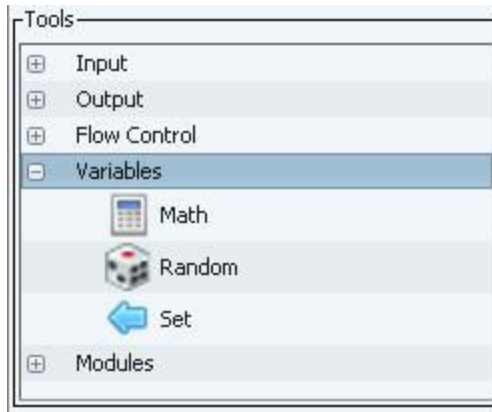 Tools
Input
Output
Flow Control
Variables
Math
Random
Set
Modules